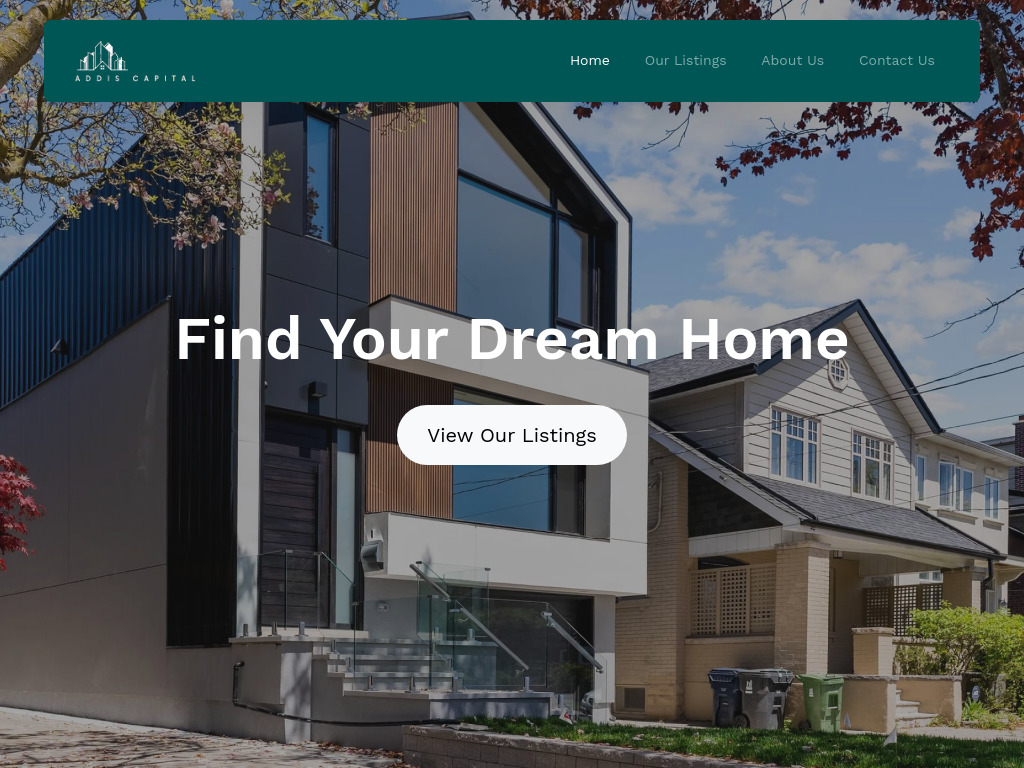 ADDIS CAPITAL
Home
Our Listings
About Us
Contact Us
Find Your Dream Home
View Our Listings